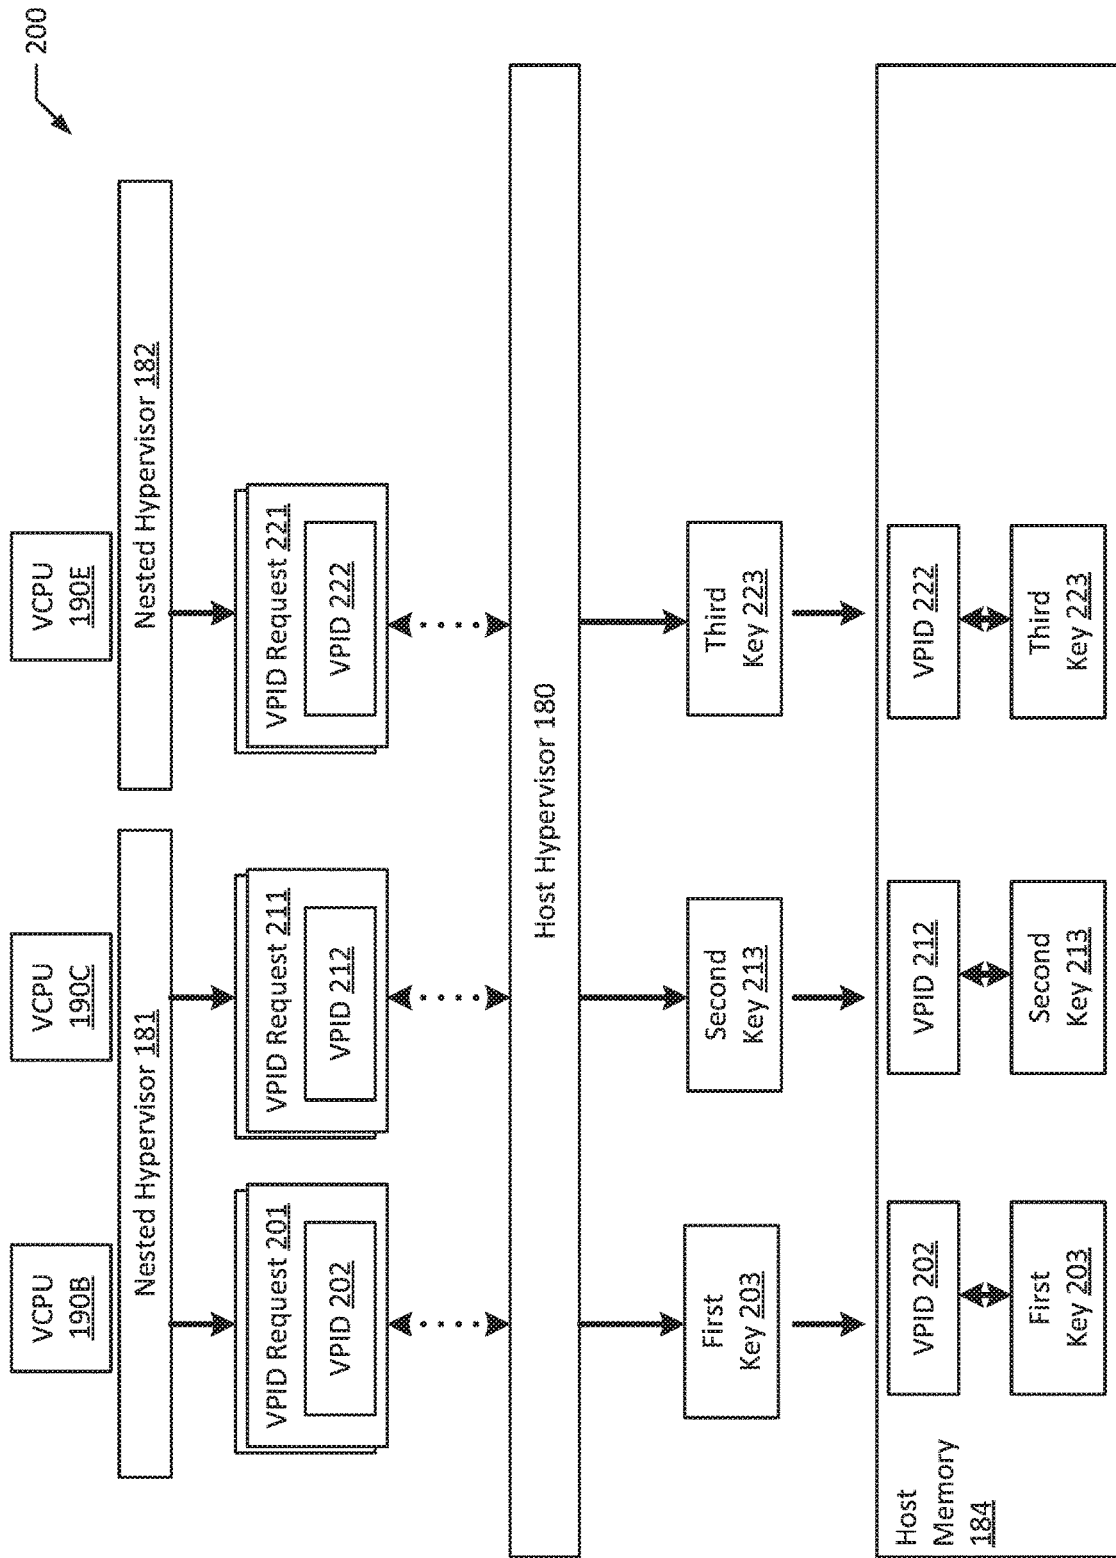 200
VCPU
190B
VCPU
190C
VCPU
190E
Nested Hypervisor 181
Nested Hypervisor 182
VPID Request 201
VPID 202
VPID Request 211
VPID 212
VPID Request 221
VPID 222
Host Hypervisor 180
First
Key 203
Second
Key 213
Third
Key 223
Host
Memory
184
VPID 202
First
Key 203
VPID 212
Second
Key 213
VPID 222
Third
Key 223